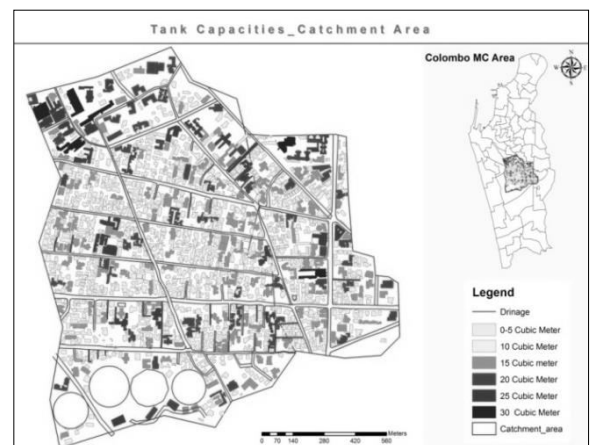 Tank Capacities_Catchment Area
Colombo MC Area
N
W
E
S
Legend
Drinage
0-5 Cubic Meter
10 Cubic Meter
15 Cubic meter
20 Cubic Meter
25 Cubic Meter
30 Cubic Meter
Catchment_area
Meters
0 70 140 280 420 560